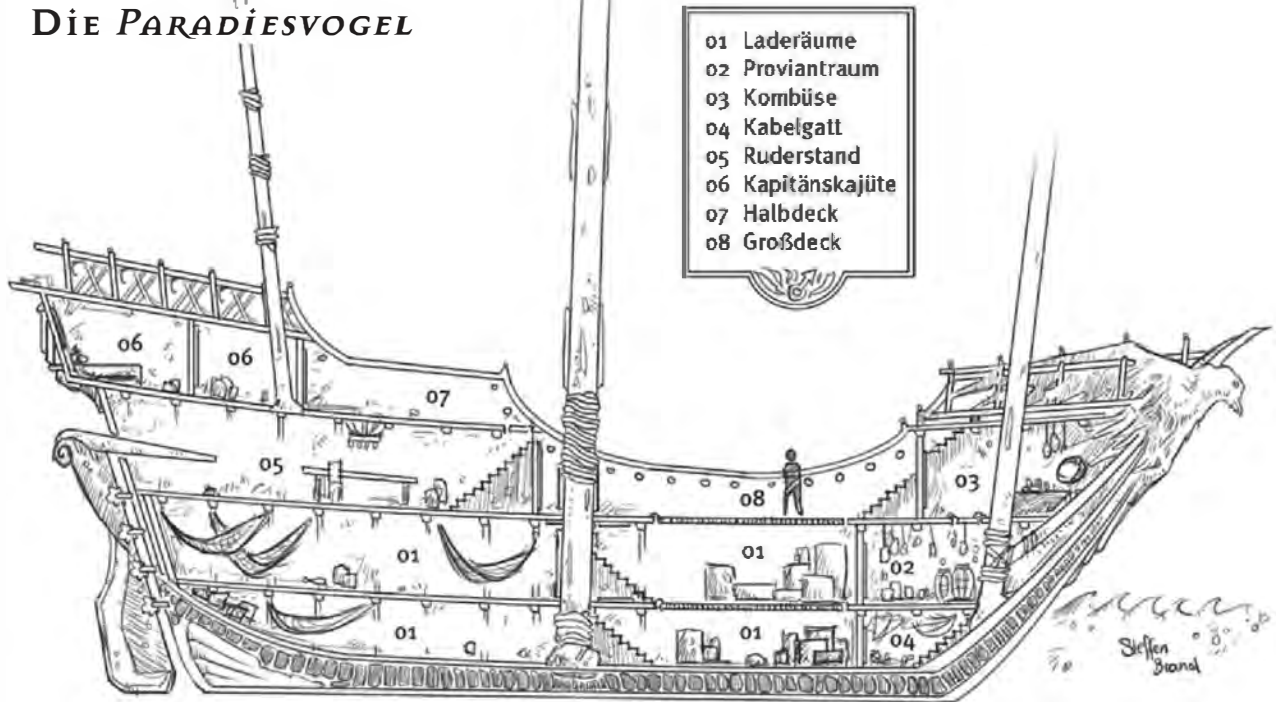 DIE PARADIESVOGEL
01 Laderäume
02 Proviantraum
03 Kombüse
04 Kabelgatt
05 Ruderstand
06 Kapitänskajüte
07 Halbdeck
08 Großdeck
06 06
07
05
08
03
01
01
02
01
01
04
Steffen
Brand